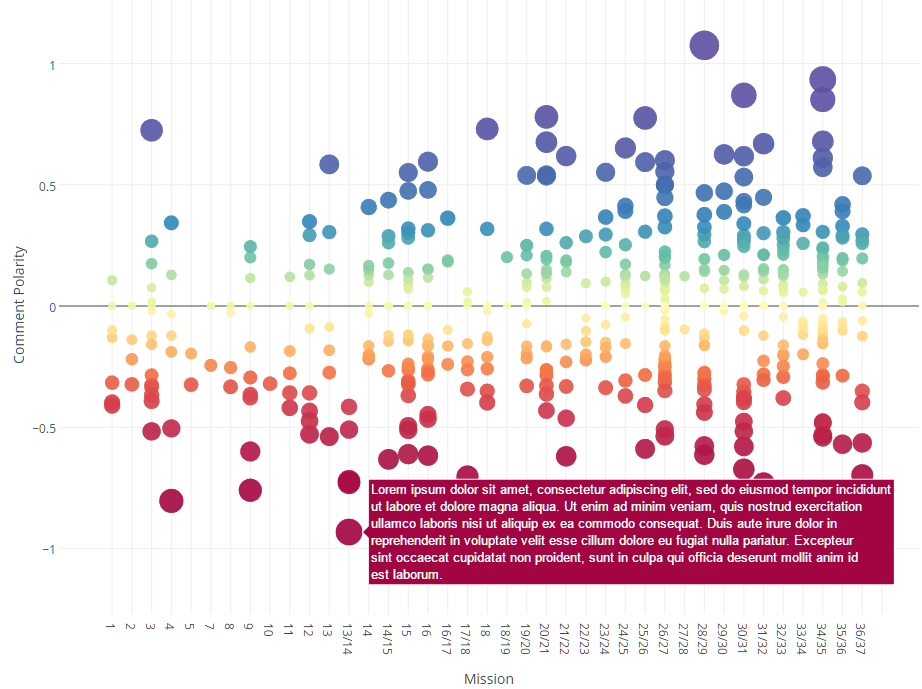 1
0.5
Comment Polarity
0
−0.5
Lorem ipsum dolor sit amet, consectetur adipiscing elit, sed do eiusmod tempor incididunt
ut labore et dolore magna aliqua. Ut enim ad minim veniam, quis nostrud exercitation
ullamco laboris nisi ut aliquip ex ea commodo consequat. Duis aute irure dolor in
reprehenderit in voluptate velit esse cillum dolore eu fugiat nulla pariatur. Excepteur
sint occaecat cupidatat non proident, sunt in culpa qui officia deserunt mollit anim id
est laborum.
−1
1 2 3 4 5 7 8 9 10 11 12 13 13/14 14 14/15 15 16 17/18 18 18/19 19/20 20/21 21/22 22/23 23/24 24/25 25/26 26/27 27/28 28/29 29/30 30/31 31/32 32/33 33/34 34/35 35/36 36/37
Mission